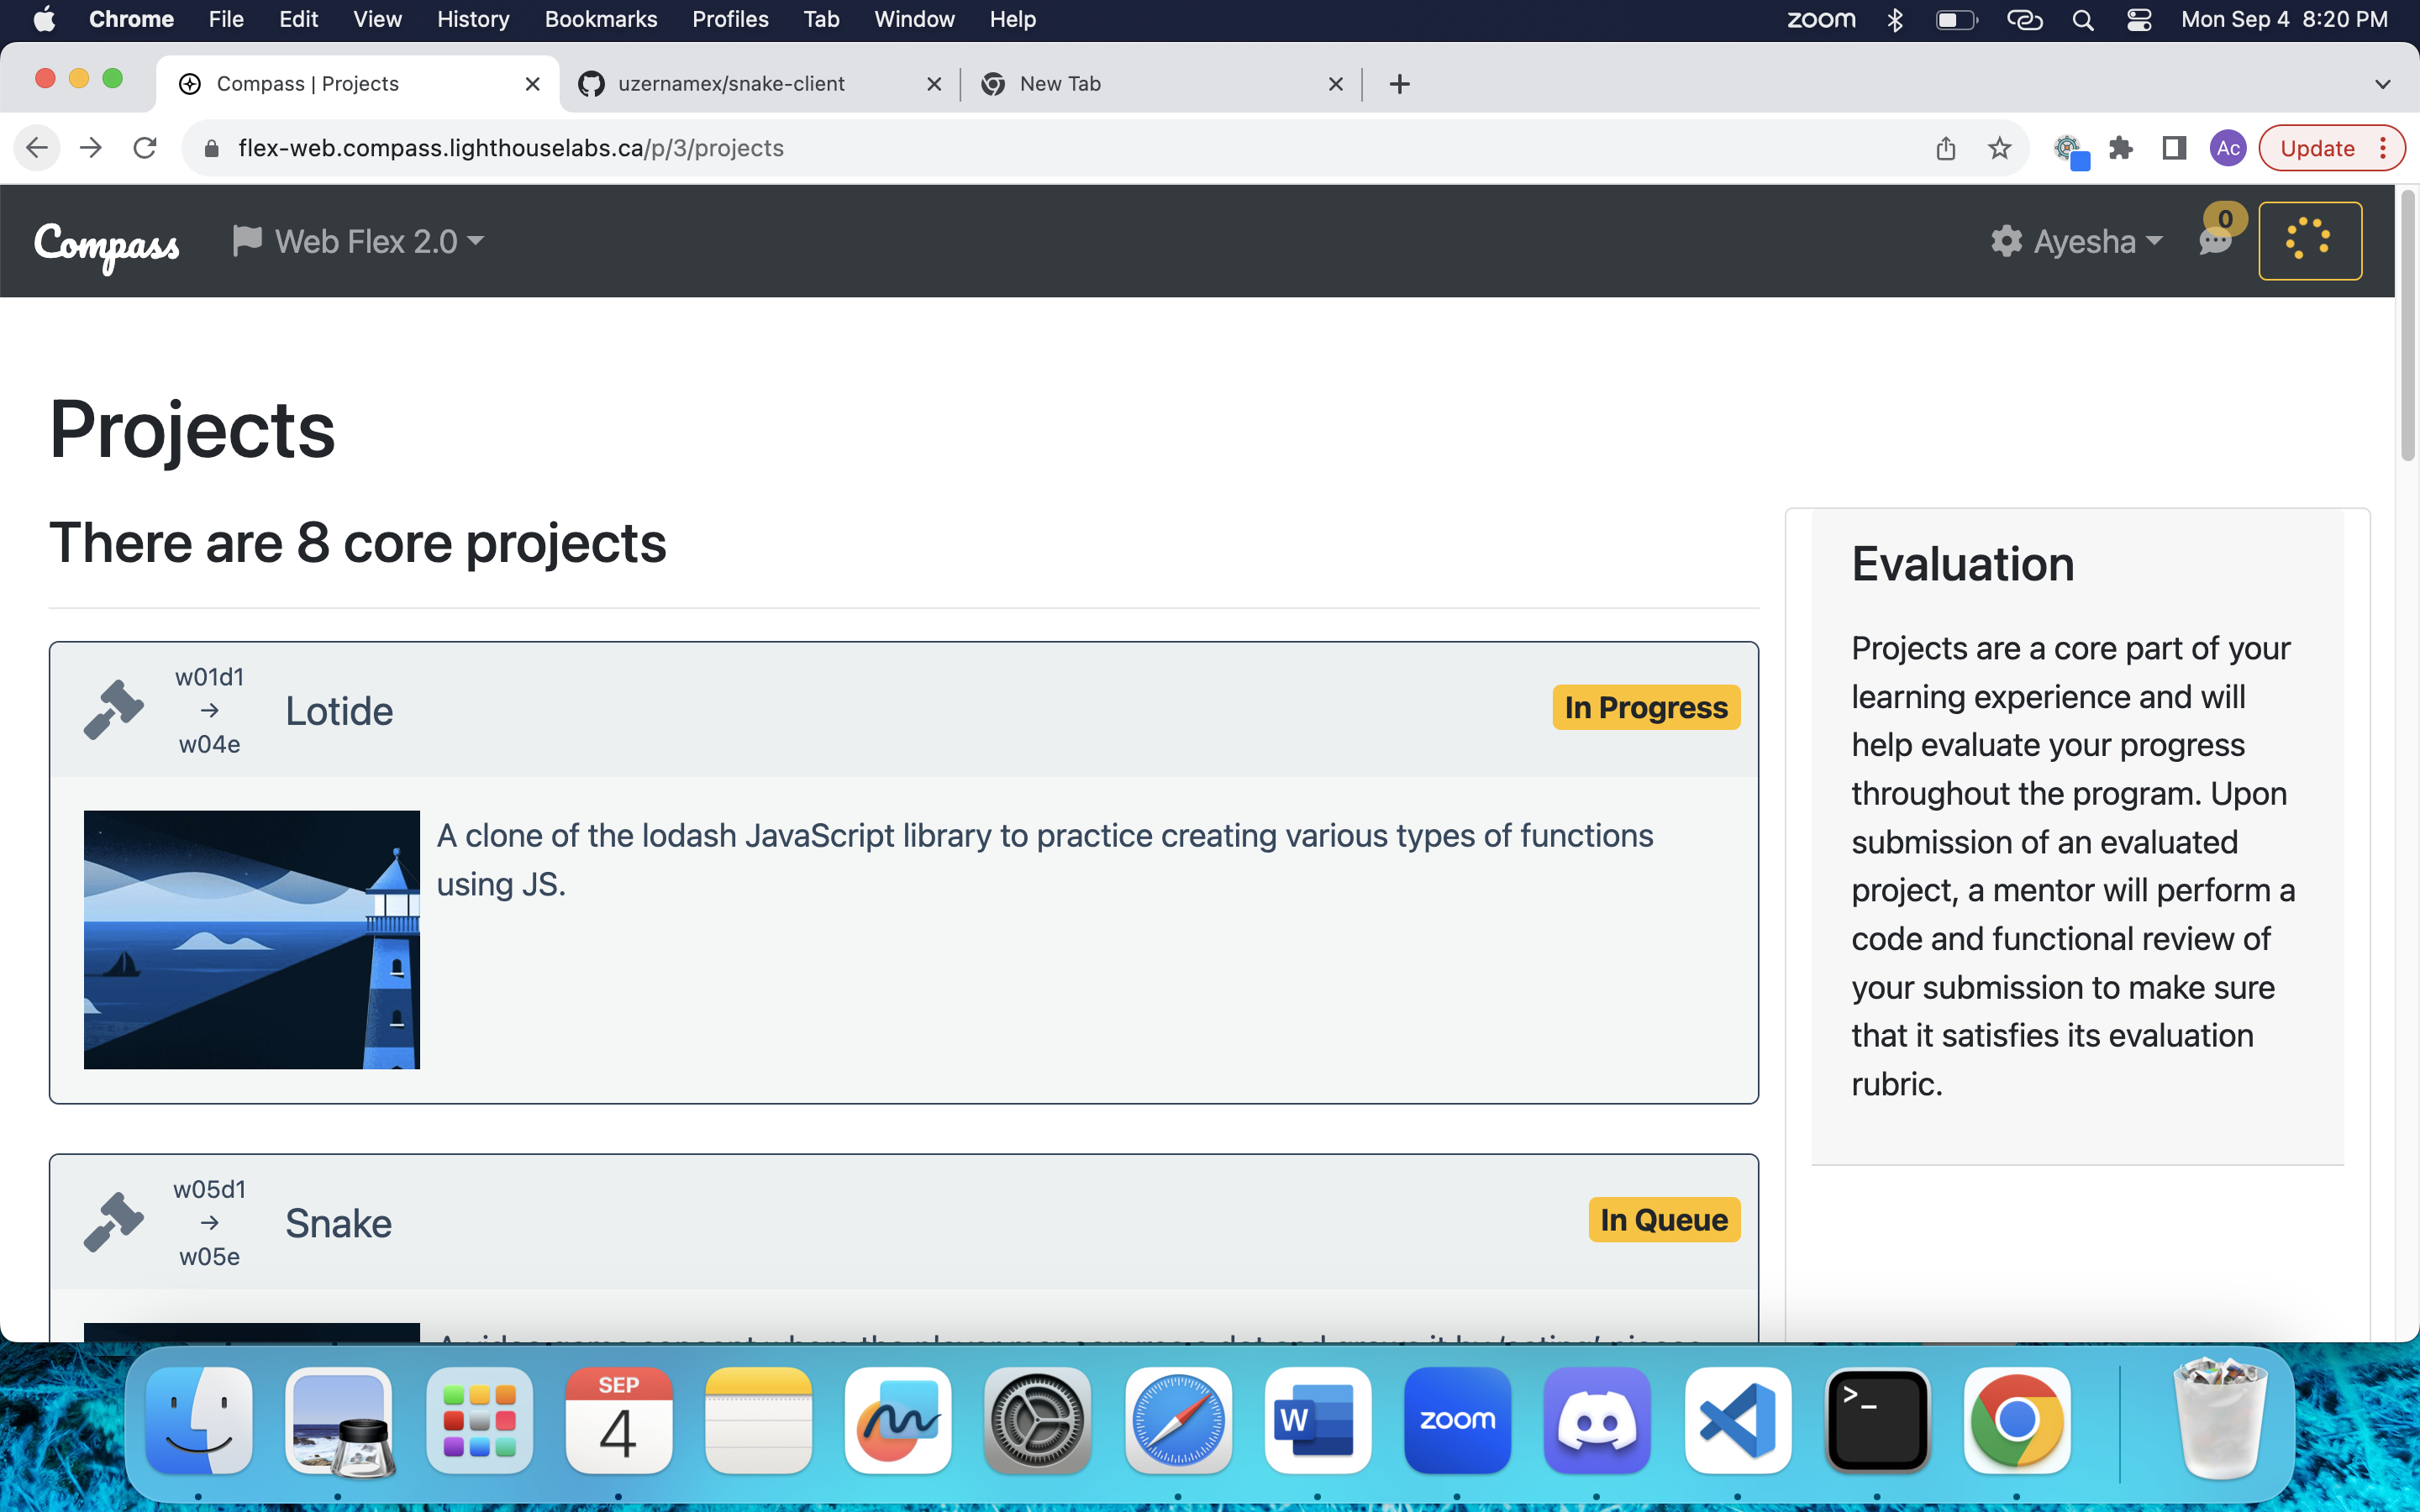 Chrome File Edit View History Bookmarks Profiles Tab Window Help zoom Mon Sep 4 8:20 PM
Compass | Projects uzernamex/snake-client New Tab
flex-web.compass.lighthouselabs.ca/p/3/projects Ac Update
Compass Web Flex 2.0 Ayesha 0
Projects
There are 8 core projects
w01d1
→
w04e
Lotide
In Progress
A clone of the lodash JavaScript library to practice creating various types of functions
using JS.
w05d1
→
w05e
Snake
In Queue
Evaluation
Projects are a core part of your
learning experience and will
help evaluate your progress
throughout the program. Upon
submission of an evaluated
project, a mentor will perform a
code and functional review of
your submission to make sure
that it satisfies its evaluation
rubric.
SEP
4
W
zoom
>_